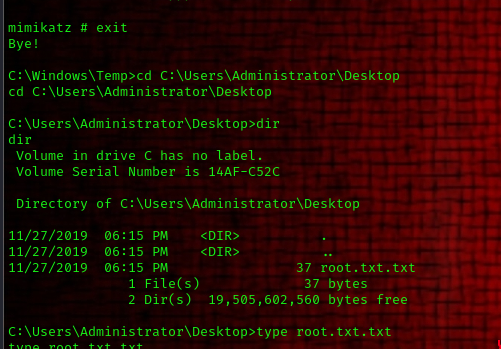 mimikatz # exit
Bye!
C:\Windows\Temp>cd C:\Users\Administrator\Desktop
cd C:\Users\Administrator\Desktop
C:\Users\Administrator\Desktop>dir
dir
 Volume in drive C has no label.
 Volume Serial Number is 14AF-C52C
 Directory of C:\Users\Administrator\Desktop
11/27/2019  06:15 PM    <DIR>          .
11/27/2019  06:15 PM    <DIR>          ..
11/27/2019  06:15 PM                37 root.txt.txt
               1 File(s)             37 bytes
               2 Dir(s)  19,505,602,560 bytes free
C:\Users\Administrator\Desktop>type root.txt.txt
type root.txt.txt